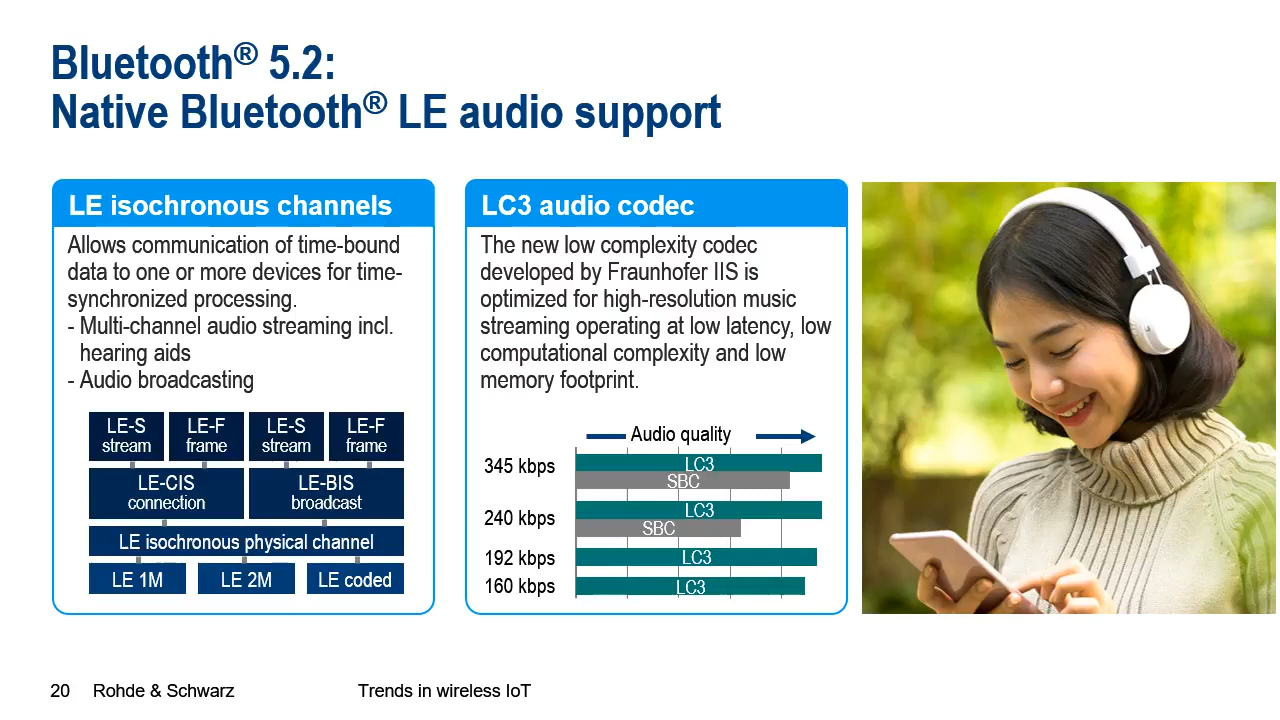 Bluetooth® 5.2:
Native Bluetooth® LE audio support
LE isochronous channels
Allows communication of time-bound
data to one or more devices for time-
synchronized processing.
- Multi-channel audio streaming incl.
hearing aids
- Audio broadcasting
LE-S LE-F LE-S LE-F
stream frame stream frame
LE-CIS LE-BIS
connection broadcast
LE isochronous physical channel
LE 1M LE 2M LE coded
LC3 audio codec
The new low complexity codec
developed by Fraunhofer IIS is
optimized for high-resolution music
streaming operating at low latency, low
computational complexity and low
memory footprint.
Audio quality
345 kbps LC3
SBC
240 kbps LC3
SBC
192 kbps LC3
160 kbps LC3
20 Rohde & Schwarz Trends in wireless IoT